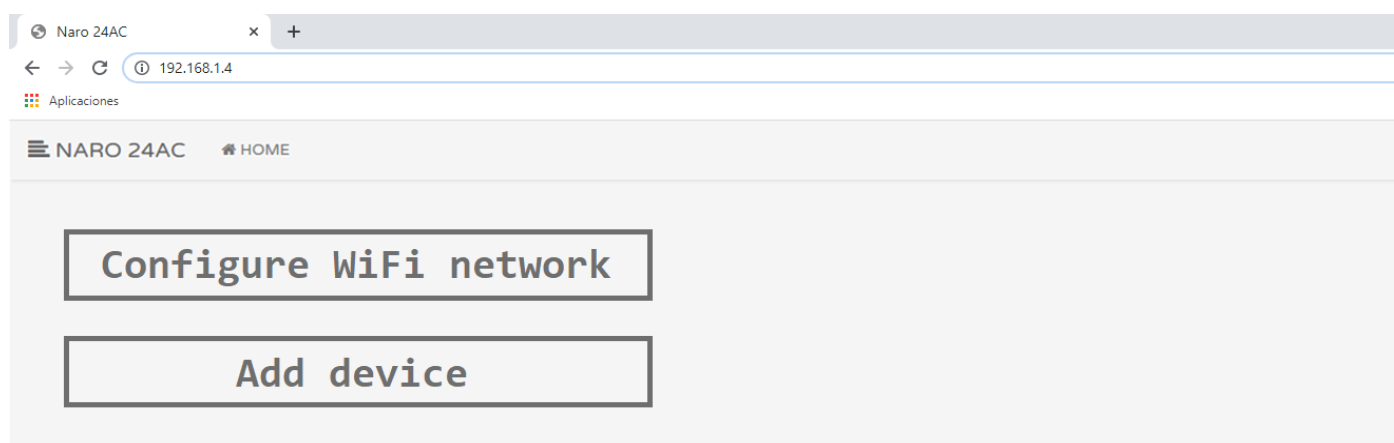 Naro 24AC
192.168.1.4
Aplicaciones
NARO 24AC HOME
Configure WiFi network
Add device